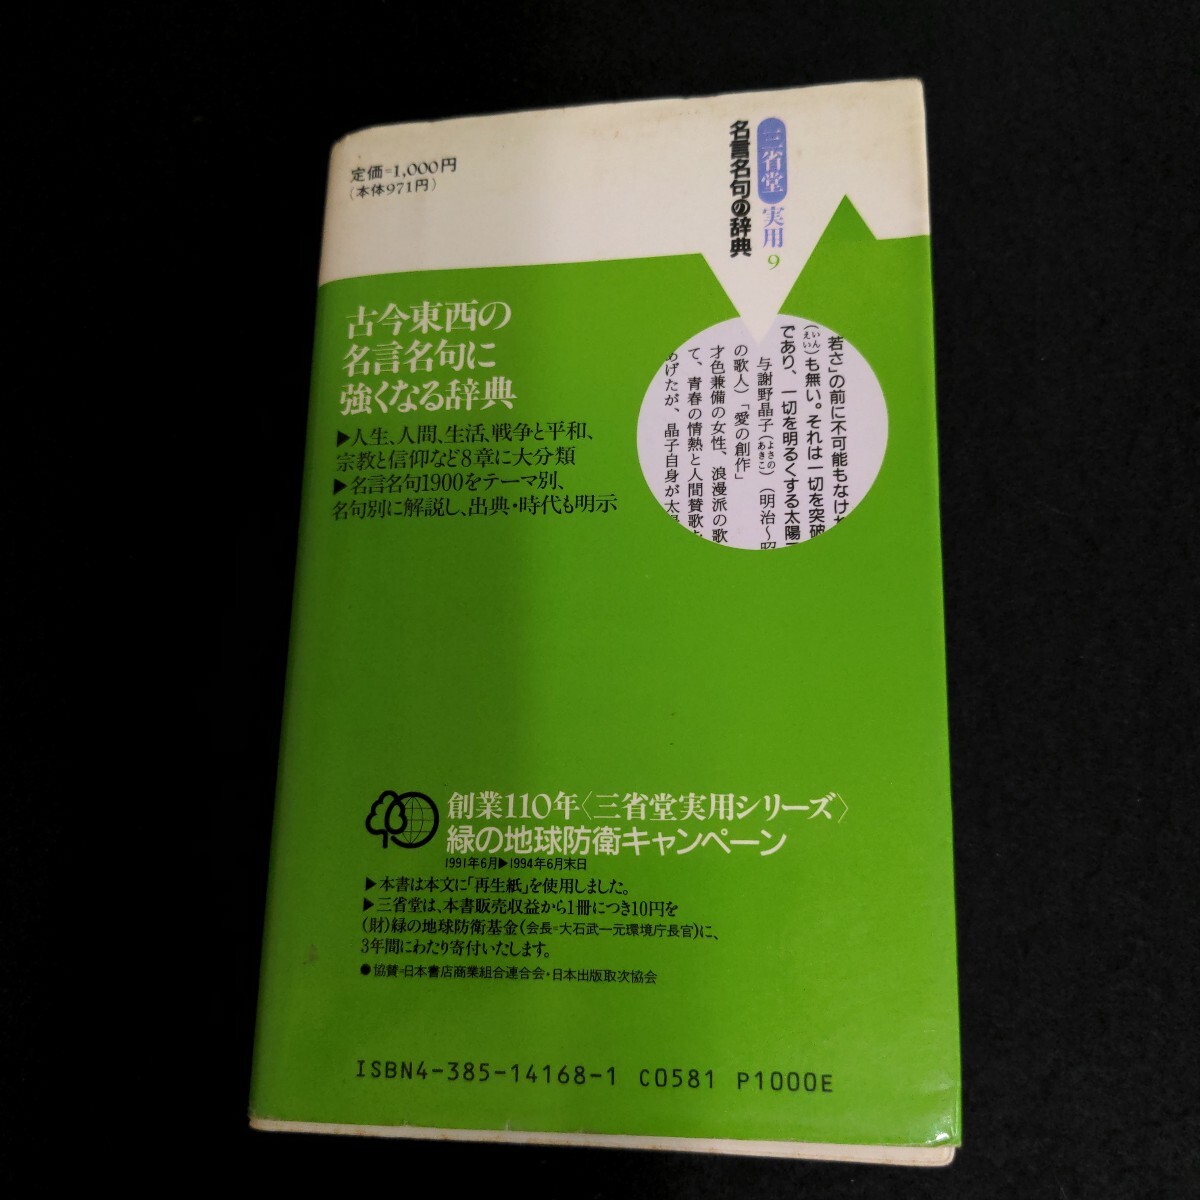 定価=1,000円
(本体971円)
三省堂 実用 9
名言名句の辞典
若さ」の前に不可能もなけ
(いんえい)も無い。それは一切を突破
であり、一切を明るくする太陽
与謝野晶子(よさのあきこ)(明治〜昭
の歌人)「愛の創作」
才色兼備の女性、浪漫派の歌
て、青春の情熱と人間賛歌
あげたが、晶子自身が太陽
古今東西の
名言名句に
強くなる辞典
▶人生、人間、生活、戦争と平和、
宗教と信仰など8章に大分類
▶名言名句1900をテーマ別、
名句別に解説し、出典・時代も明示
創業110年〈三省堂実用シリーズ〉
緑の地球防衛キャンペーン
1991年6月▶1994年6月末日
▶本書は本文に「再生紙」を使用しました。
▶三省堂は、本書販売収益から1冊につき10円を
(財)緑の地球防衛基金(会長=大石武一元環境庁長官)に、
3年間にわたり寄付いたします。
●協賛=日本書店商業組合連合会・日本出版取次協会
ISBN4-385-14168-1 C0581 P1000E